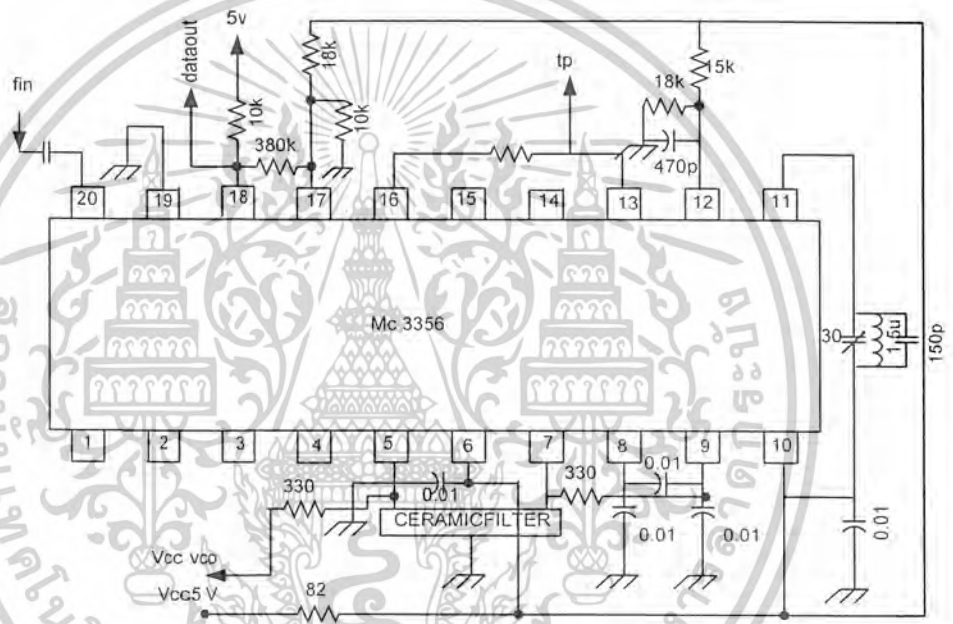 5v
dataout
18k
fin
10k
380k
10k
tp
18k
15k
470p
20
19
18
17
16
15
14
13
12
11
Mc 3356
30
1.5u
150p
1
2
3
4
5
6
7
8
9
10
330
0.01
330
0.01
CERAMICFILTER
0.01
0.01
0.01
Vcc vco
Vcc5 V
82